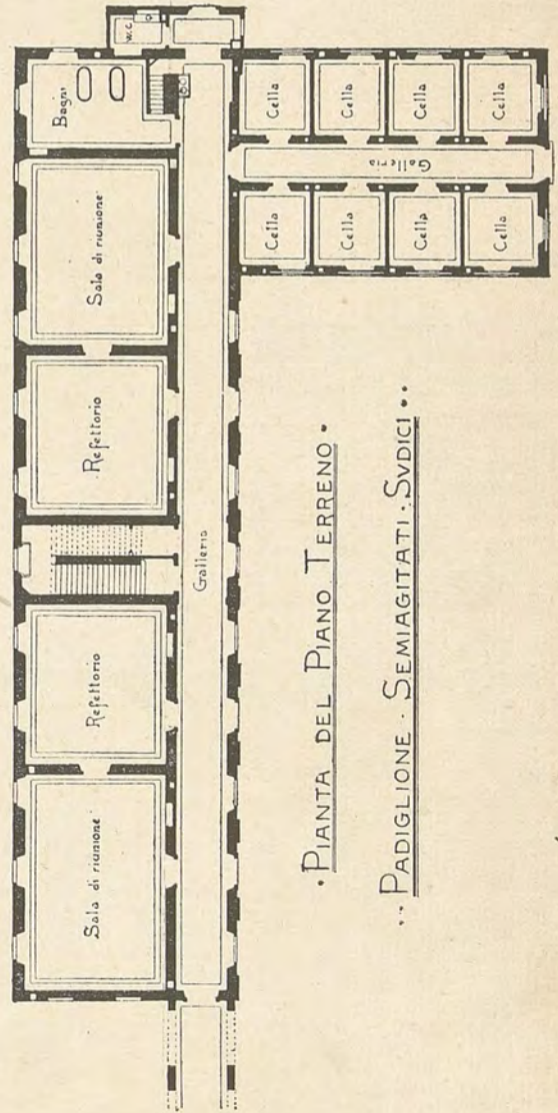 w.c.
Bagni
Cella
Cella
Cella
Cella
Galleria
Cella
Cella
Cella
Cella
Sala di riunione
Refettorio
Galleria
Refettorio
Sala di riunione
• PIANTA DEL PIANO TERRENO •
•• PADIGLIONE • SEMIAGITATI • SVDICI ••